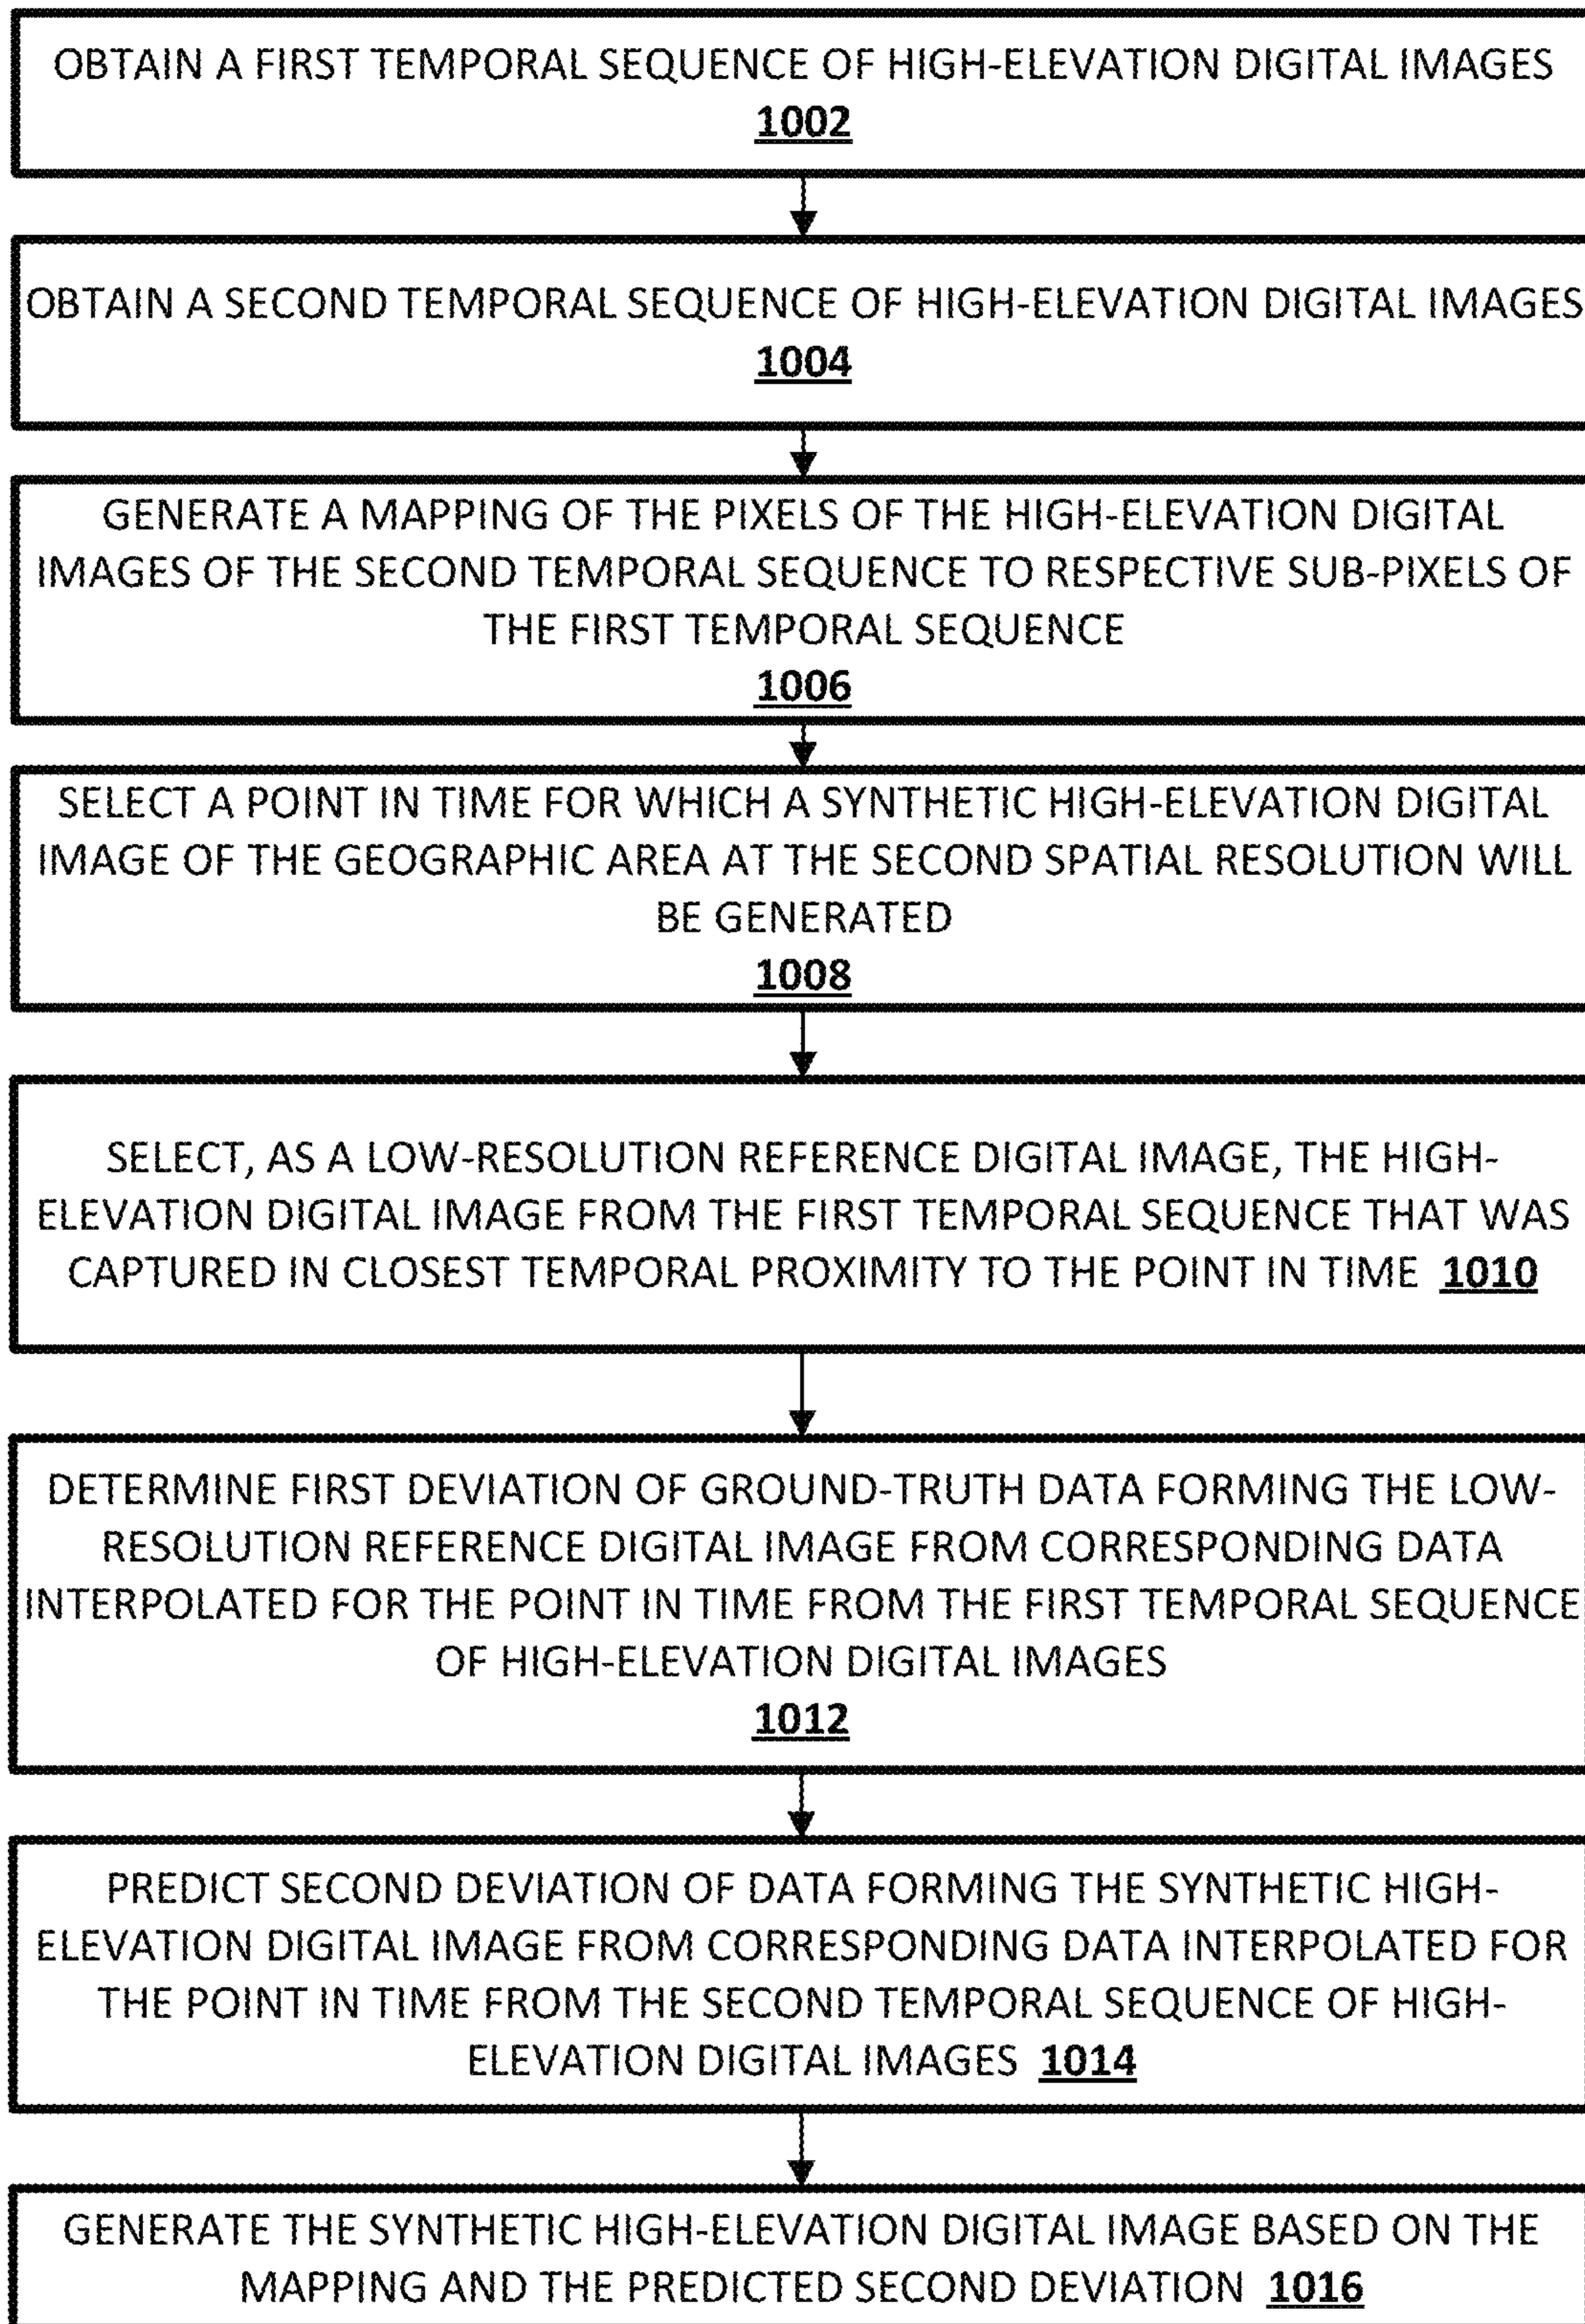 OBTAIN A FIRST TEMPORAL SEQUENCE OF HIGH-ELEVATION DIGITAL IMAGES
1002
OBTAIN A SECOND TEMPORAL SEQUENCE OF HIGH-ELEVATION DIGITAL IMAGES
1004
GENERATE A MAPPING OF THE PIXELS OF THE HIGH-ELEVATION DIGITAL
IMAGES OF THE SECOND TEMPORAL SEQUENCE TO RESPECTIVE SUB-PIXELS OF
THE FIRST TEMPORAL SEQUENCE
1006
SELECT A POINT IN TIME FOR WHICH A SYNTHETIC HIGH-ELEVATION DIGITAL
IMAGE OF THE GEOGRAPHIC AREA AT THE SECOND SPATIAL RESOLUTION WILL
BE GENERATED
1008
SELECT, AS A LOW-RESOLUTION REFERENCE DIGITAL IMAGE, THE HIGH-
ELEVATION DIGITAL IMAGE FROM THE FIRST TEMPORAL SEQUENCE THAT WAS
CAPTURED IN CLOSEST TEMPORAL PROXIMITY TO THE POINT IN TIME 1010
DETERMINE FIRST DEVIATION OF GROUND-TRUTH DATA FORMING THE LOW-
RESOLUTION REFERENCE DIGITAL IMAGE FROM CORRESPONDING DATA
INTERPOLATED FOR THE POINT IN TIME FROM THE FIRST TEMPORAL SEQUENCE
OF HIGH-ELEVATION DIGITAL IMAGES
1012
PREDICT SECOND DEVIATION OF DATA FORMING THE SYNTHETIC HIGH-
ELEVATION DIGITAL IMAGE FROM CORRESPONDING DATA INTERPOLATED FOR
THE POINT IN TIME FROM THE SECOND TEMPORAL SEQUENCE OF HIGH-
ELEVATION DIGITAL IMAGES 1014
GENERATE THE SYNTHETIC HIGH-ELEVATION DIGITAL IMAGE BASED ON THE
MAPPING AND THE PREDICTED SECOND DEVIATION 1016